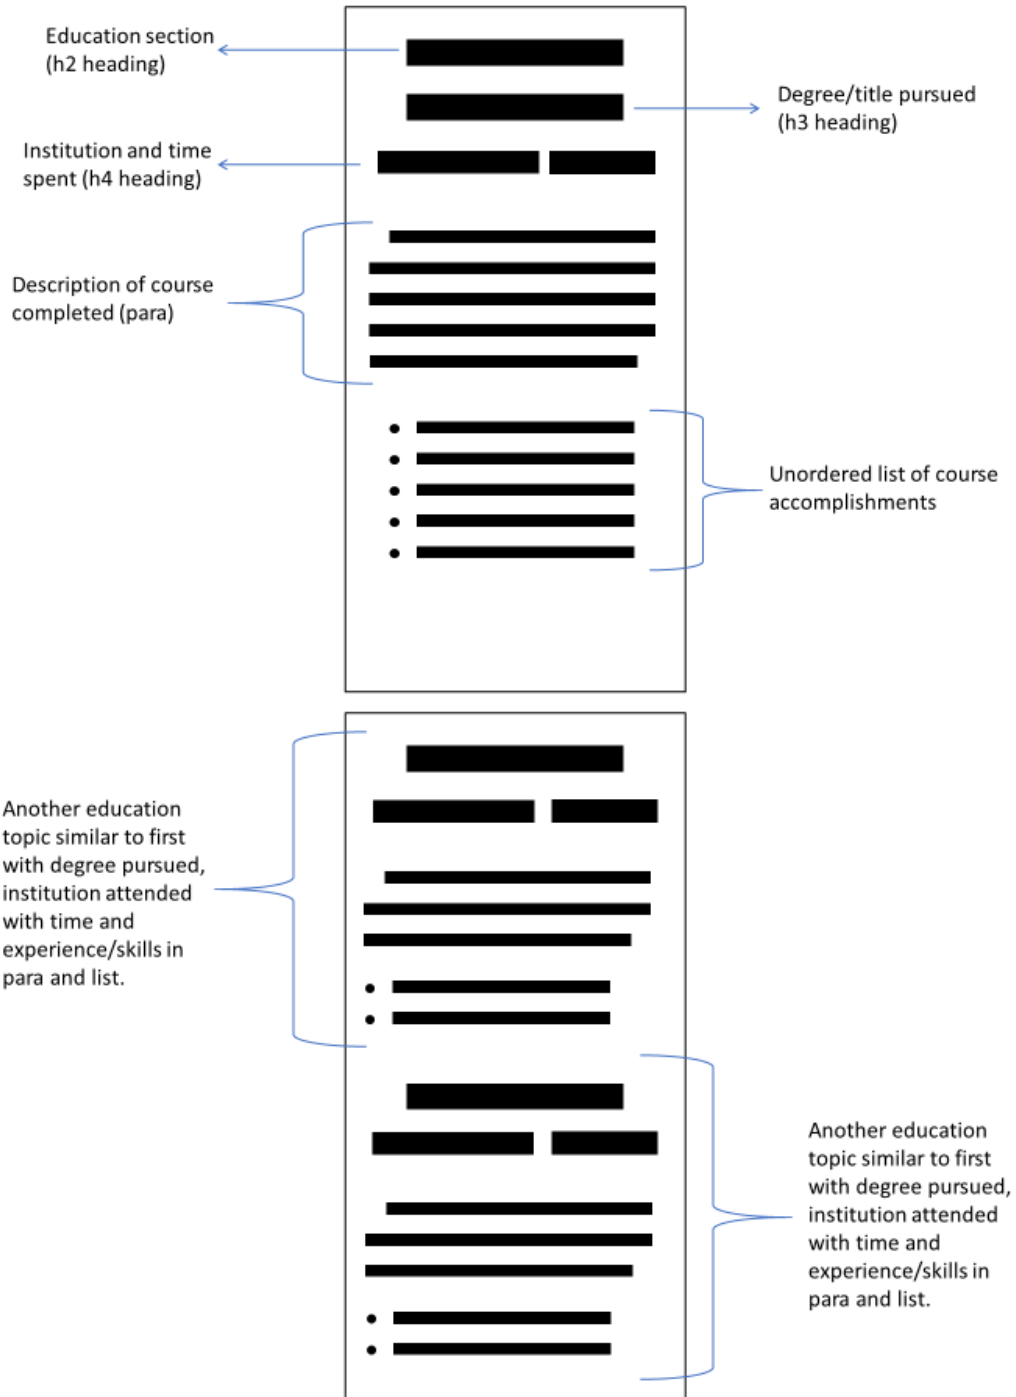 Education section
(h2 heading)
Degree/title pursued
(h3 heading)
Institution and time
spent (h4 heading)
Description of course
completed (para)
Unordered list of course
accomplishments
Another education
topic similar to first
with degree pursued,
institution attended
with time and
experience/skills in
para and list.
Another education
topic similar to first
with degree pursued,
institution attended
with time and
experience/skills in
para and list.